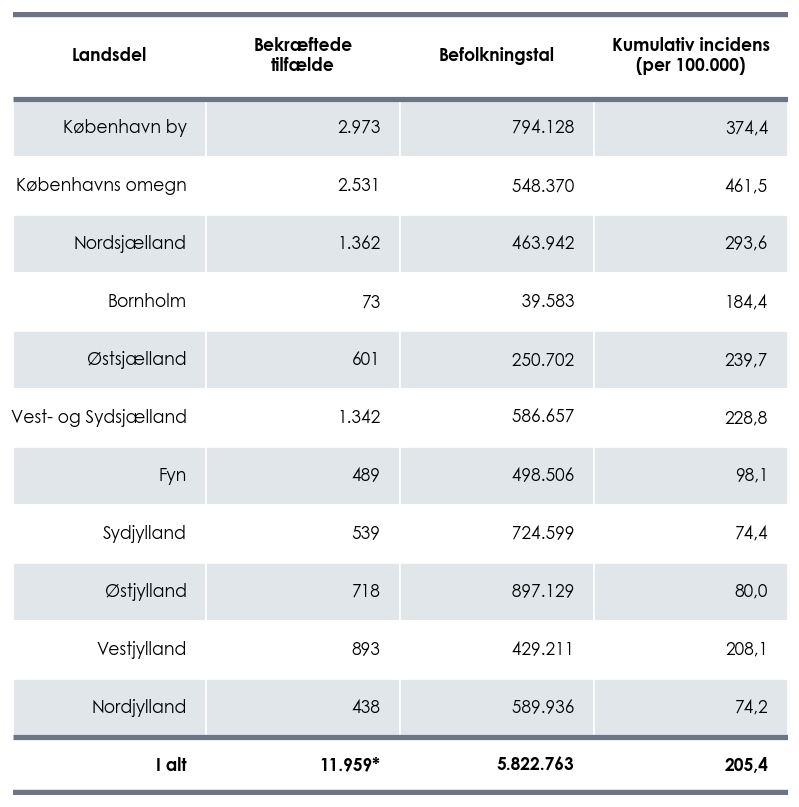 Landsdel Bekræftede tilfælde Befolkningstal Kumulativ incidens (per 100.000)
København by 2.973 794.128 374,4
Københavns omegn 2.531 548.370 461,5
Nordsjælland 1.362 463.942 293,6
Bornholm 73 39.583 184,4
Østsjælland 601 250.702 239,7
Vest- og Sydsjælland 1.342 586.657 228,8
Fyn 489 498.506 98,1
Sydjylland 539 724.599 74,4
Østjylland 718 897.129 80,0
Vestjylland 893 429.211 208,1
Nordjylland 438 589.936 74,2
I alt 11.959* 5.822.763 205,4